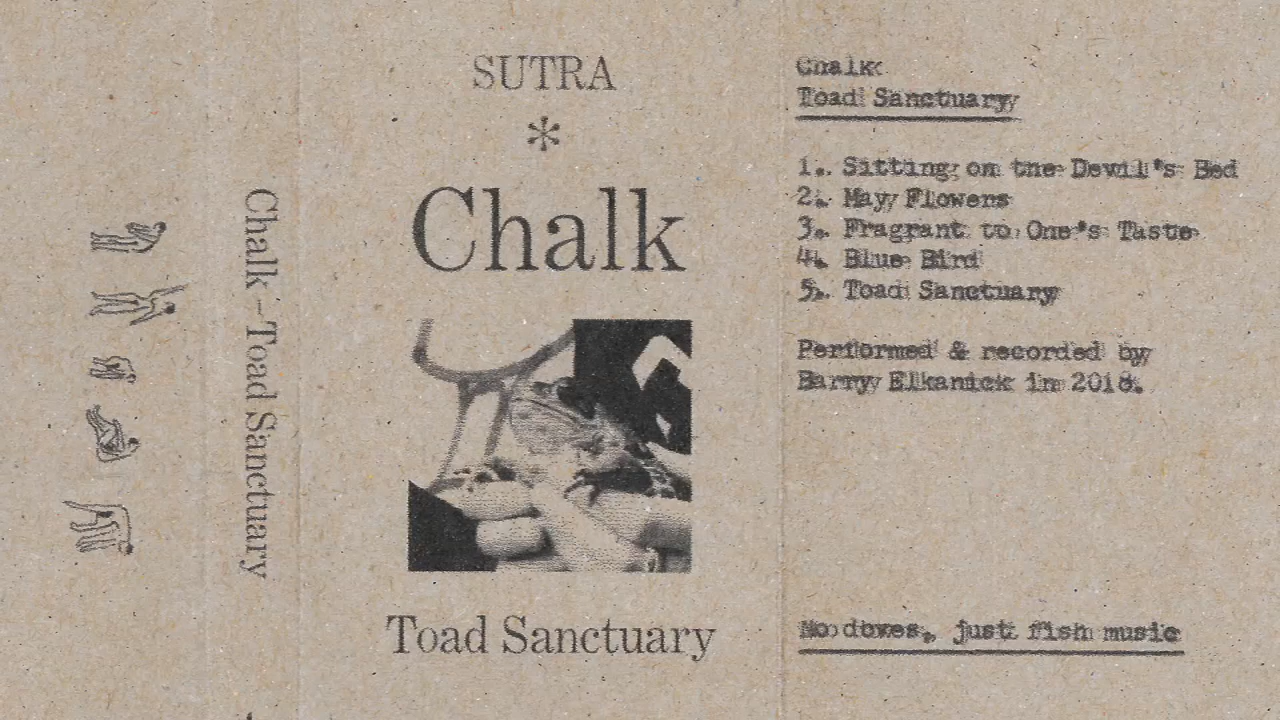 Chalk – Toad Sanctuary
SUTRA
*
Chalk
Toad Sanctuary
Chalk
Toad Sanctuary
1. Sitting on the Devil's Bed
2. May Flowers
3. Fragrant to One's Taste
4. Blue Bird
5. Toad Sanctuary
Performed & recorded by
Barry Elkanick in 2018.
No doves, just fish music